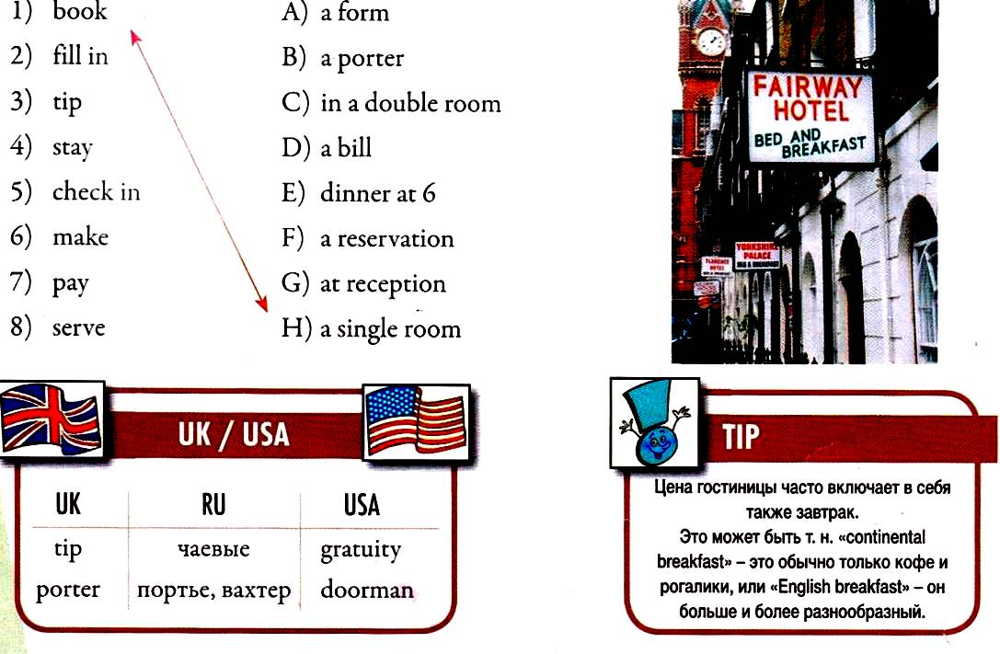 1) book
2) fill in
3) tip
4) stay
5) check in
6) make
7) pay
8) serve
A) a form
B) a porter
C) in a double room
D) a bill
E) dinner at 6
F) a reservation
G) at reception
H) a single room
FAIRWAY
HOTEL
BED AND
BREAKFAST
YORKSHIRE
PALACE
BED & BREAKFAST
FLORENCE
HOTEL
UK / USA
UK RU USA
tip чаевые gratuity
porter портье, вахтер doorman
TIP
Цена гостиницы часто включает в себя
также завтрак.
Это может быть т. н. «continental
breakfast» – это обычно только кофе и
рогалики, или «English breakfast» – он
больше и более разнообразный.